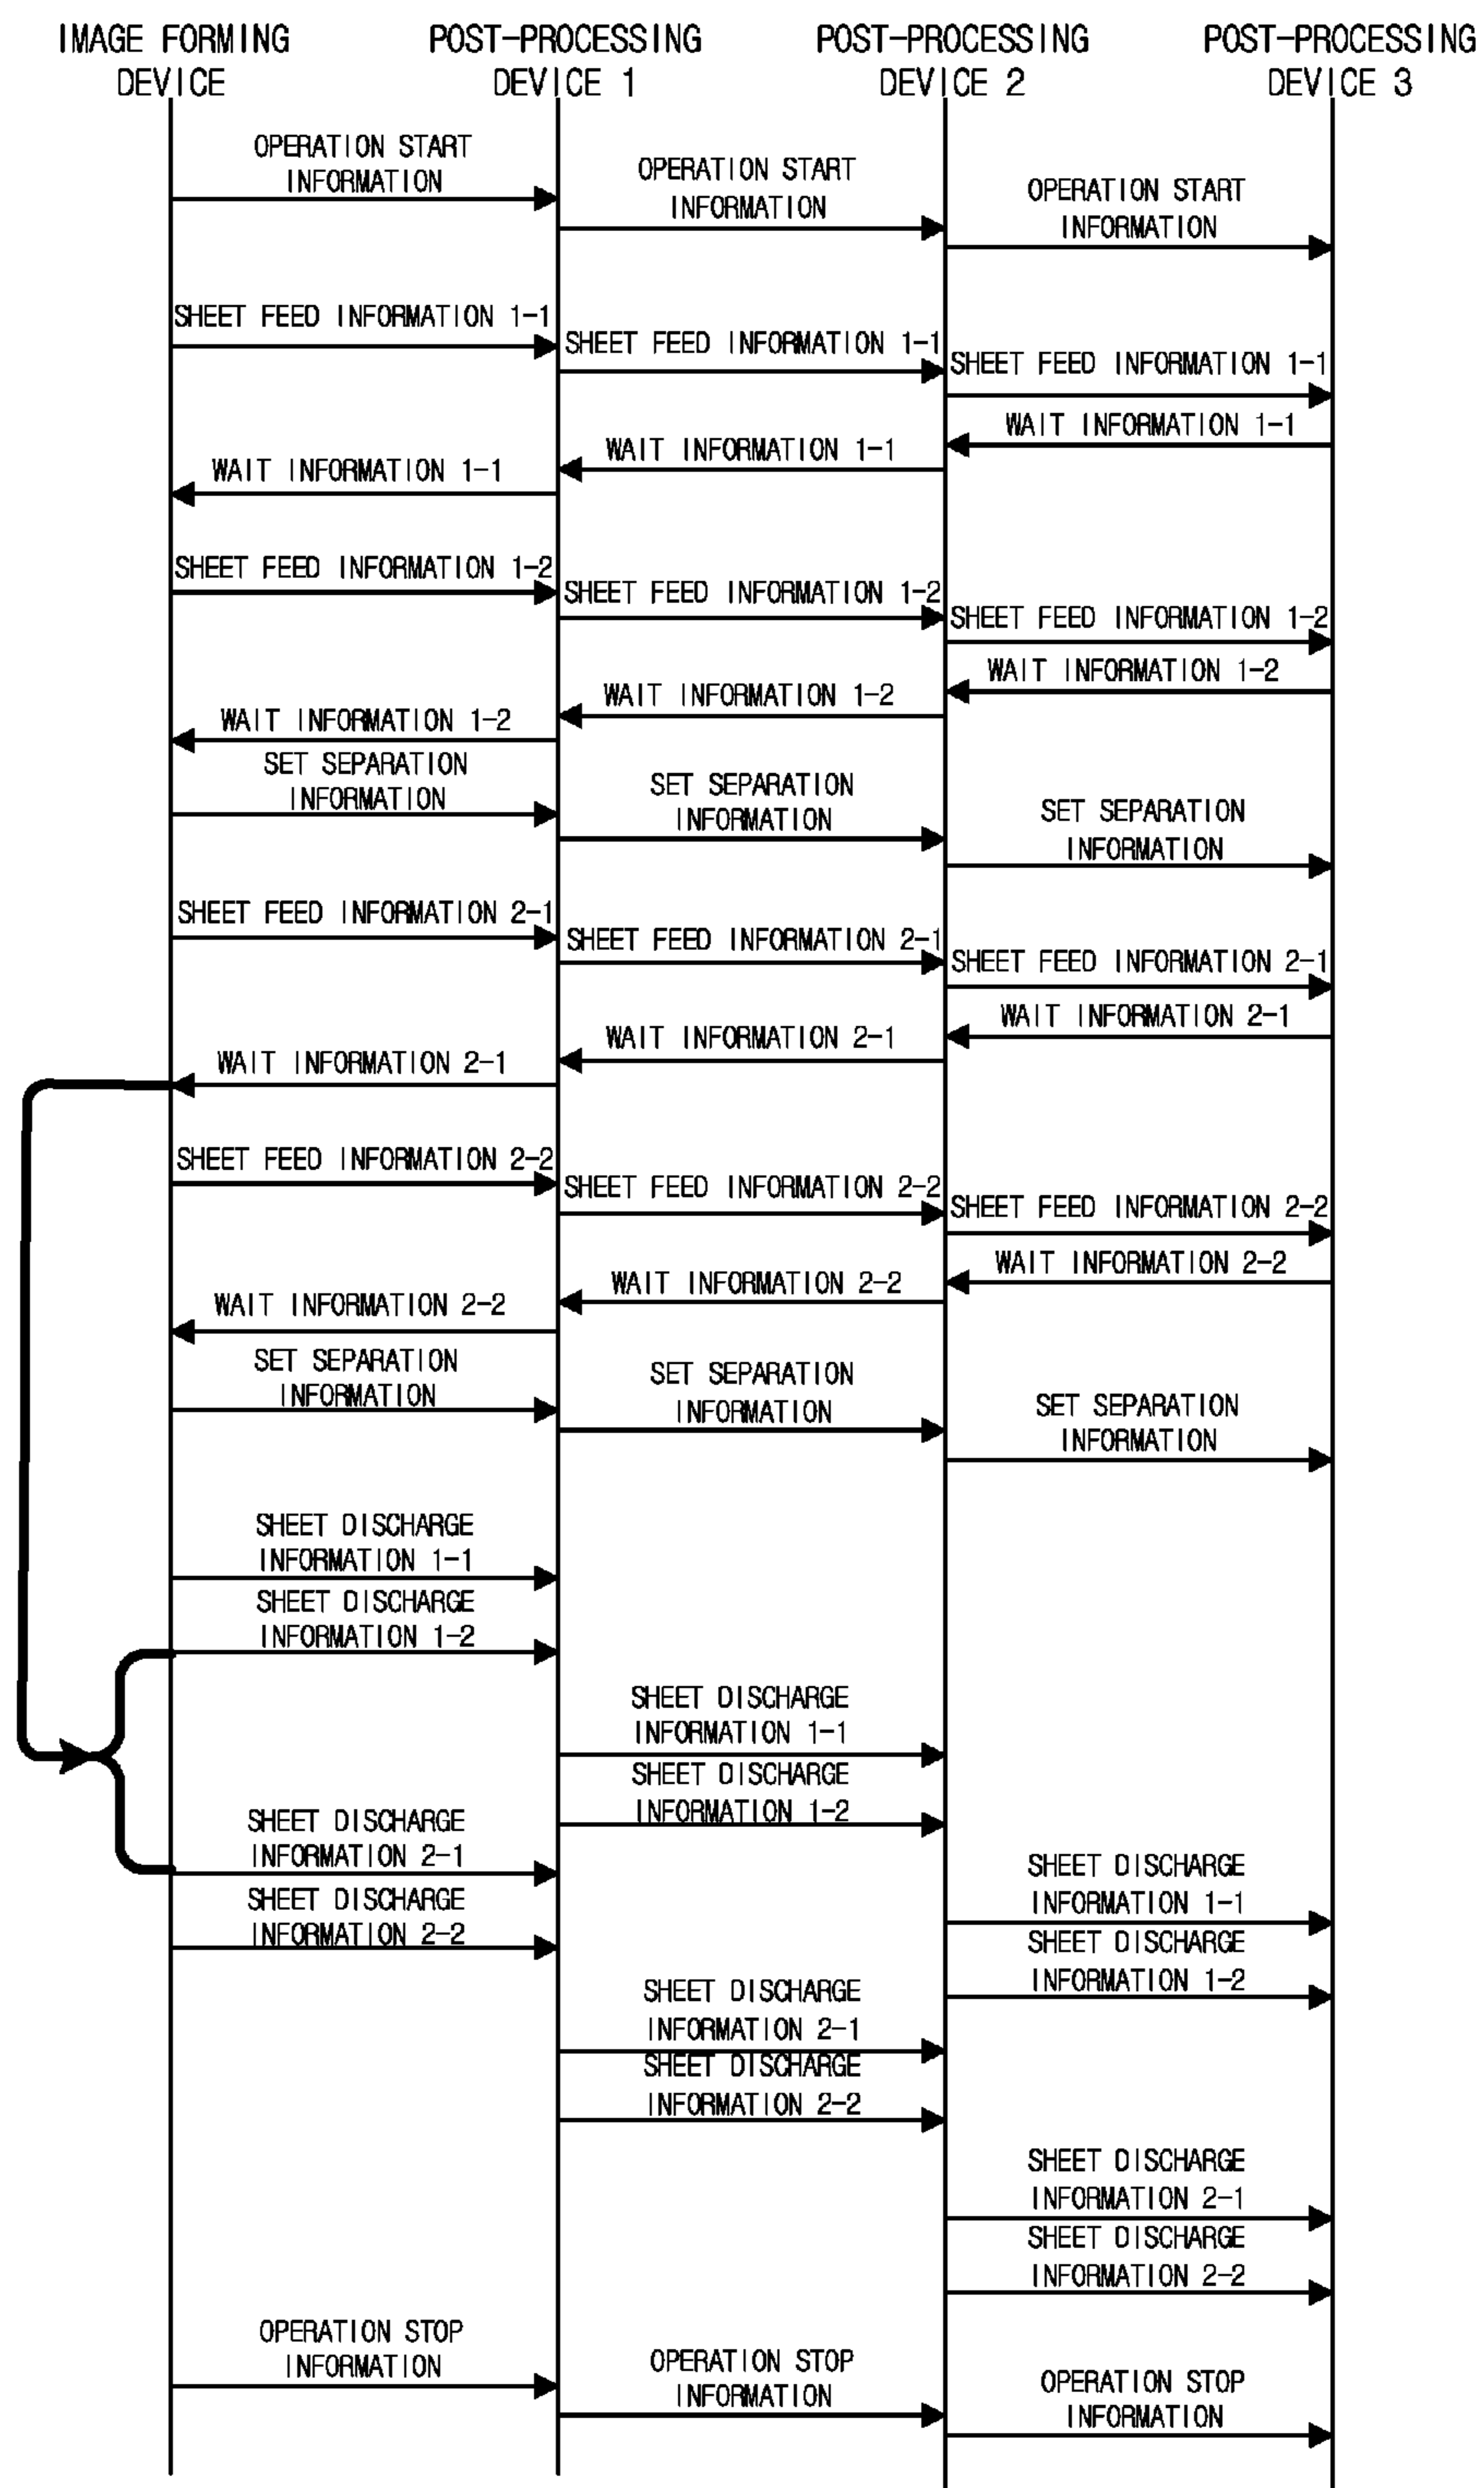 IMAGE FORMING
DEVICE
POST-PROCESSING
DEVICE 1
POST-PROCESSING
DEVICE 2
POST-PROCESSING
DEVICE 3
OPERATION START
INFORMATION
OPERATION START
INFORMATION
OPERATION START
INFORMATION
SHEET FEED INFORMATION 1-1
SHEET FEED INFORMATION 1-1
SHEET FEED INFORMATION 1-1
WAIT INFORMATION 1-1
WAIT INFORMATION 1-1
WAIT INFORMATION 1-1
SHEET FEED INFORMATION 1-2
SHEET FEED INFORMATION 1-2
SHEET FEED INFORMATION 1-2
WAIT INFORMATION 1-2
WAIT INFORMATION 1-2
WAIT INFORMATION 1-2
SET SEPARATION
INFORMATION
SET SEPARATION
INFORMATION
SET SEPARATION
INFORMATION
SHEET FEED INFORMATION 2-1
SHEET FEED INFORMATION 2-1
SHEET FEED INFORMATION 2-1
WAIT INFORMATION 2-1
WAIT INFORMATION 2-1
WAIT INFORMATION 2-1
SHEET FEED INFORMATION 2-2
SHEET FEED INFORMATION 2-2
SHEET FEED INFORMATION 2-2
WAIT INFORMATION 2-2
WAIT INFORMATION 2-2
WAIT INFORMATION 2-2
SET SEPARATION
INFORMATION
SET SEPARATION
INFORMATION
SET SEPARATION
INFORMATION
SHEET DISCHARGE
INFORMATION 1-1
SHEET DISCHARGE
INFORMATION 1-2
SHEET DISCHARGE
INFORMATION 1-1
SHEET DISCHARGE
INFORMATION 1-2
SHEET DISCHARGE
INFORMATION 2-1
SHEET DISCHARGE
INFORMATION 2-2
SHEET DISCHARGE
INFORMATION 1-1
SHEET DISCHARGE
INFORMATION 1-2
SHEET DISCHARGE
INFORMATION 2-1
SHEET DISCHARGE
INFORMATION 2-2
SHEET DISCHARGE
INFORMATION 2-1
SHEET DISCHARGE
INFORMATION 2-2
OPERATION STOP
INFORMATION
OPERATION STOP
INFORMATION
OPERATION STOP
INFORMATION